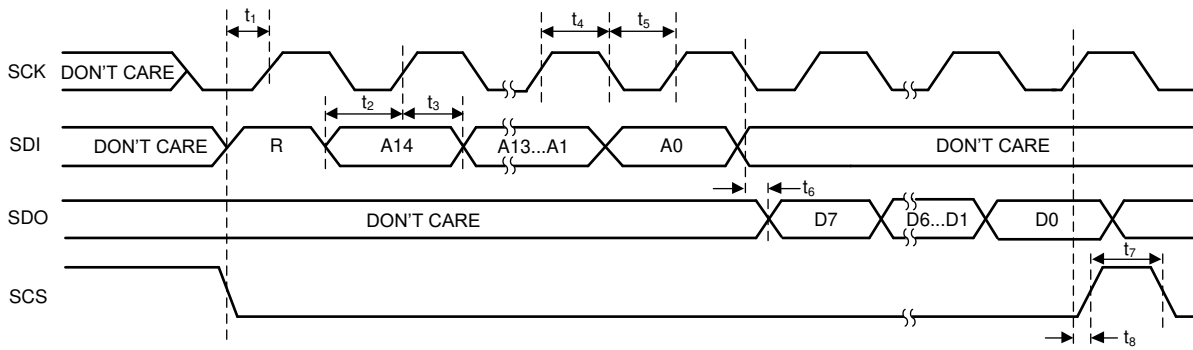 t1 t4 t5
SCK DON'T CARE
t2 t3
SDI DON'T CARE R A14 A13...A1 A0 DON'T CARE
t6
SDO DON'T CARE D7 D6...D1 D0
t7
SCS
t8